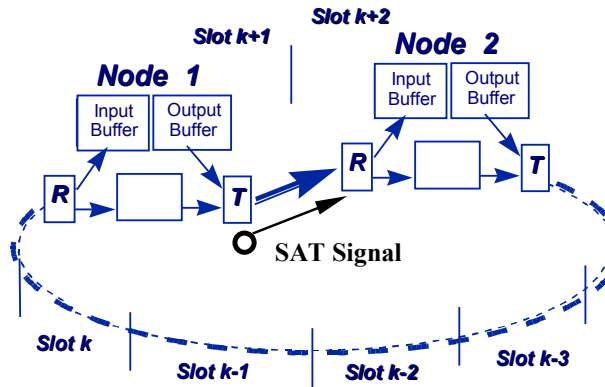 Slot k+2
Slot k+1
Node 1
Node 2
Input
Buffer
Output
Buffer
Input
Buffer
Output
Buffer
R
T
R
T
SAT Signal
Slot k
Slot k-1
Slot k-2
Slot k-3